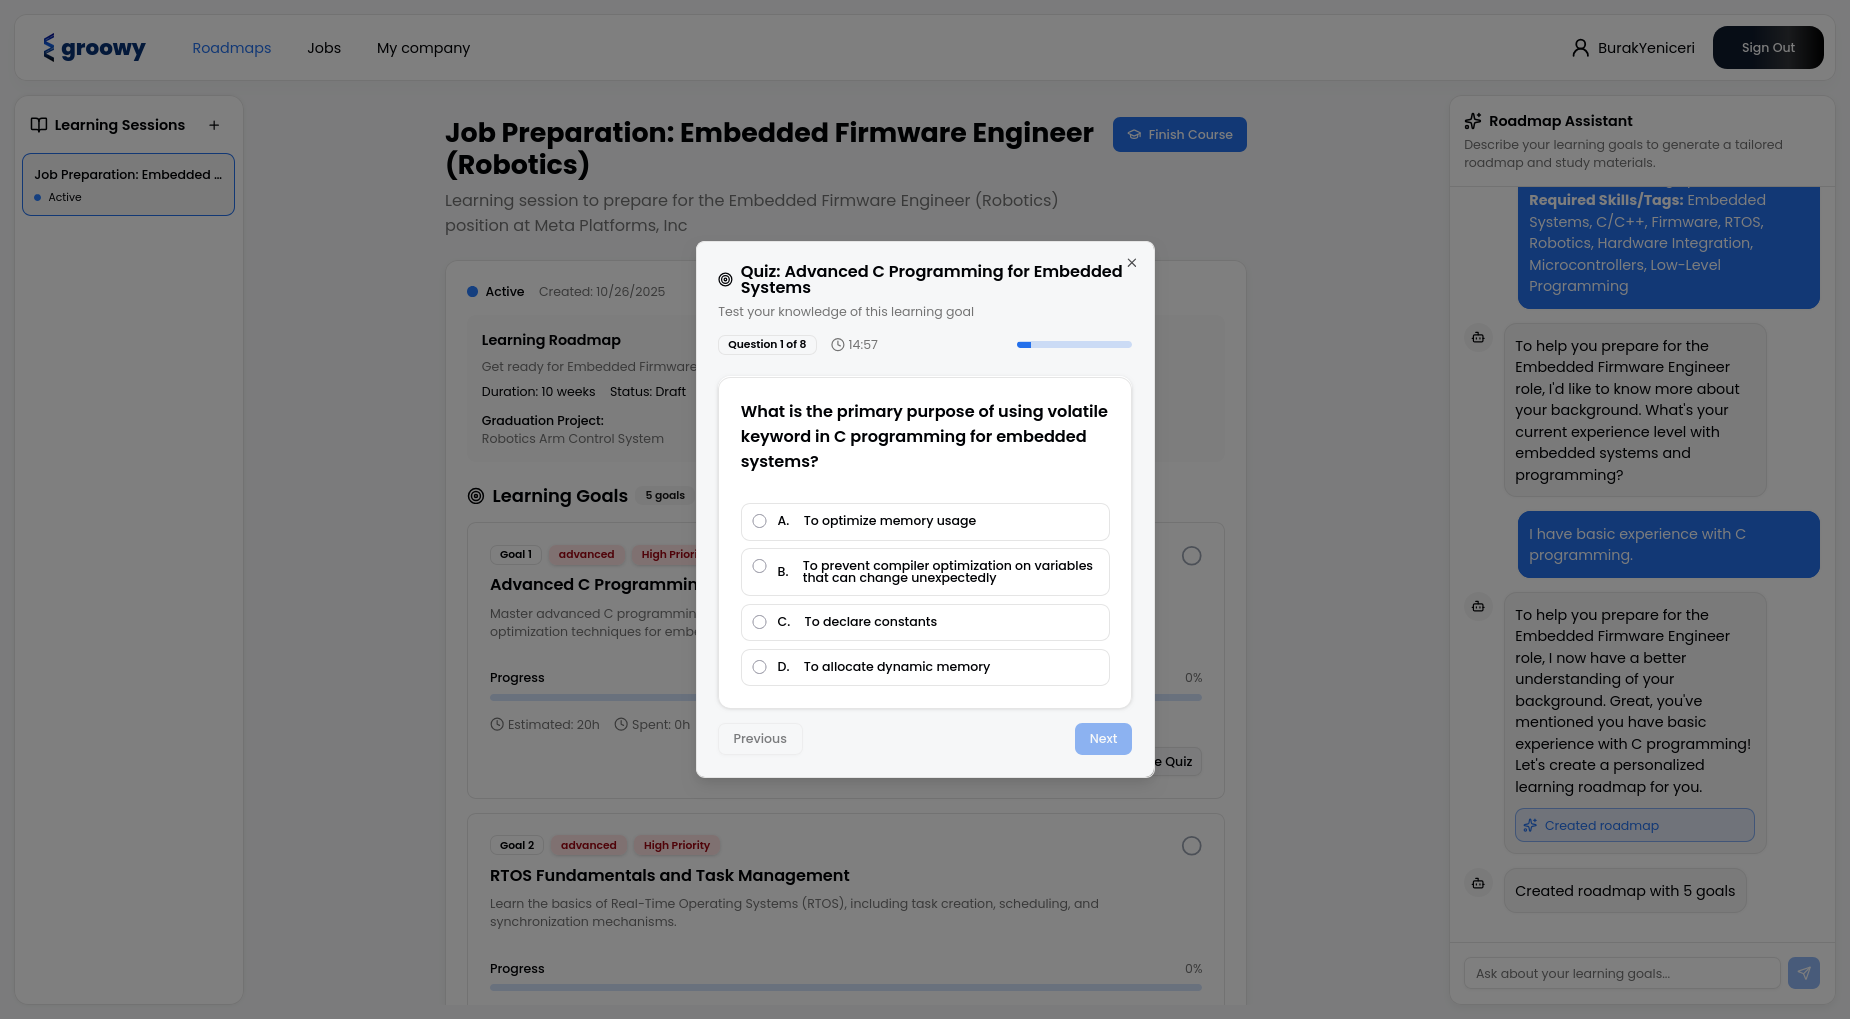 groowy
Roadmaps
Jobs
My company
BurakYeniceri
Sign Out
Learning Sessions
Job Preparation: Embedded ...
Active
Job Preparation: Embedded Firmware Engineer
(Robotics)
Finish Course
Learning session to prepare for the Embedded Firmware Engineer (Robotics)
position at Meta Platforms, Inc
Active
Created: 10/26/2025
Learning Roadmap
Get ready for Embedded Firmware
Duration: 10 weeks
Status: Draft
Graduation Project:
Robotics Arm Control System
Learning Goals
5 goals
Goal 1
advanced
High Priori
Advanced C Programmin
Master advanced C programmin
optimization techniques for embe
Progress
0%
Estimated: 20h
Spent: 0h
e Quiz
Goal 2
advanced
High Priority
RTOS Fundamentals and Task Management
Learn the basics of Real-Time Operating Systems (RTOS), including task creation, scheduling, and
synchronization mechanisms.
Progress
0%
Quiz: Advanced C Programming for Embedded
Systems
Test your knowledge of this learning goal
Question 1 of 8
14:57
What is the primary purpose of using volatile
keyword in C programming for embedded
systems?
A. To optimize memory usage
B. To prevent compiler optimization on variables
that can change unexpectedly
C. To declare constants
D. To allocate dynamic memory
Previous
Next
Roadmap Assistant
Describe your learning goals to generate a tailored
roadmap and study materials.
Required Skills/Tags: Embedded
Systems, C/C++, Firmware, RTOS,
Robotics, Hardware Integration,
Microcontrollers, Low-Level
Programming
To help you prepare for the
Embedded Firmware Engineer
role, I'd like to know more about
your background. What's your
current experience level with
embedded systems and
programming?
I have basic experience with C
programming.
To help you prepare for the
Embedded Firmware Engineer
role, I now have a better
understanding of your
background. Great, you've
mentioned you have basic
experience with C programming!
Let's create a personalized
learning roadmap for you.
Created roadmap
Created roadmap with 5 goals
Ask about your learning goals...